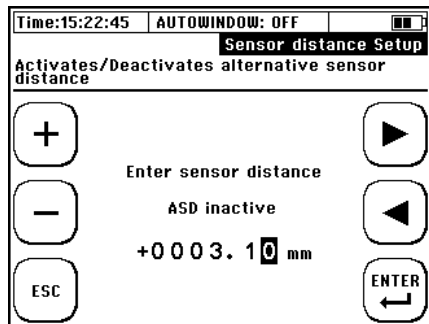 Time:15:22:45 AUTOWINDOW: OFF
Sensor distance Setup
Activates/Deactivates alternative sensor
distance
+
Enter sensor distance
−
ASD inactive
+0003.10 mm
ESC
ENTER